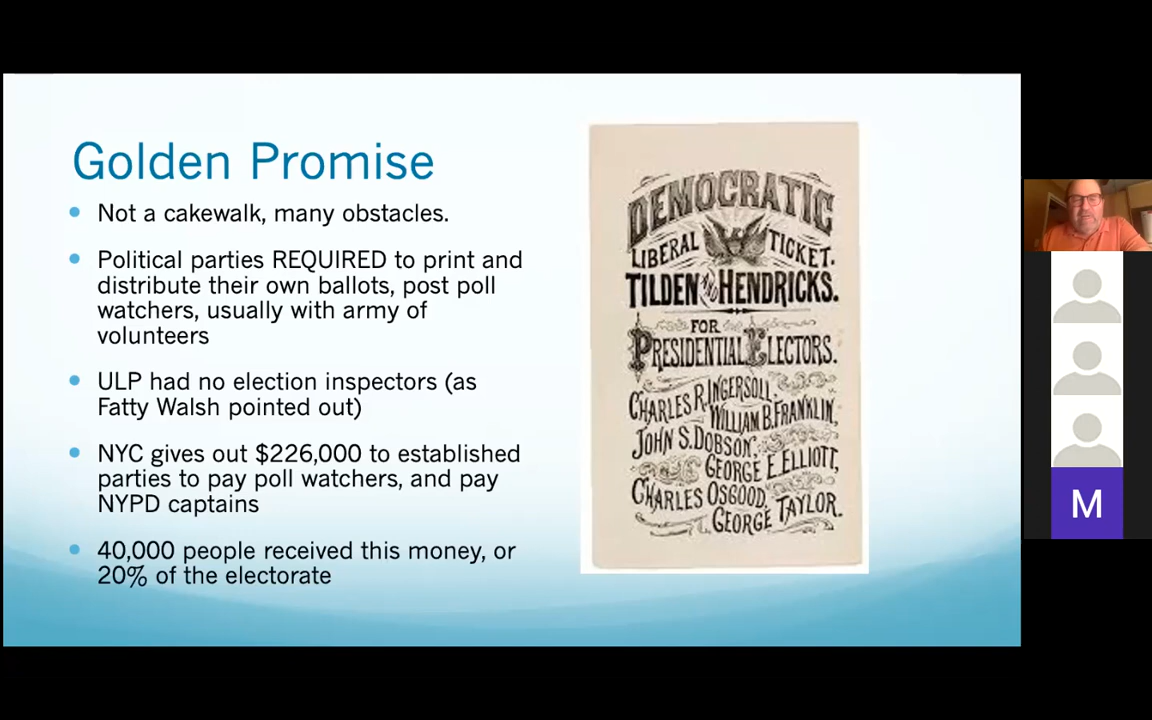 Golden Promise
Not a cakewalk, many obstacles.
Political parties REQUIRED to print and
distribute their own ballots, post poll
watchers, usually with army of
volunteers
ULP had no election inspectors (as
Fatty Walsh pointed out)
NYC gives out $226,000 to established
parties to pay poll watchers, and pay
NYPD captains
40,000 people received this money, or
20% of the electorate
DEMOCRATIC
LIBERAL TICKET.
TILDEN AND HENDRICKS.
FOR
PRESIDENTIAL ELECTORS.
CHARLES R. INGERSOLL,
WILLIAM B. FRANKLIN,
JOHN S. DOBSON,
GEORGE E. ELLIOTT,
CHARLES OSGOOD,
GEORGE TAYLOR.
M